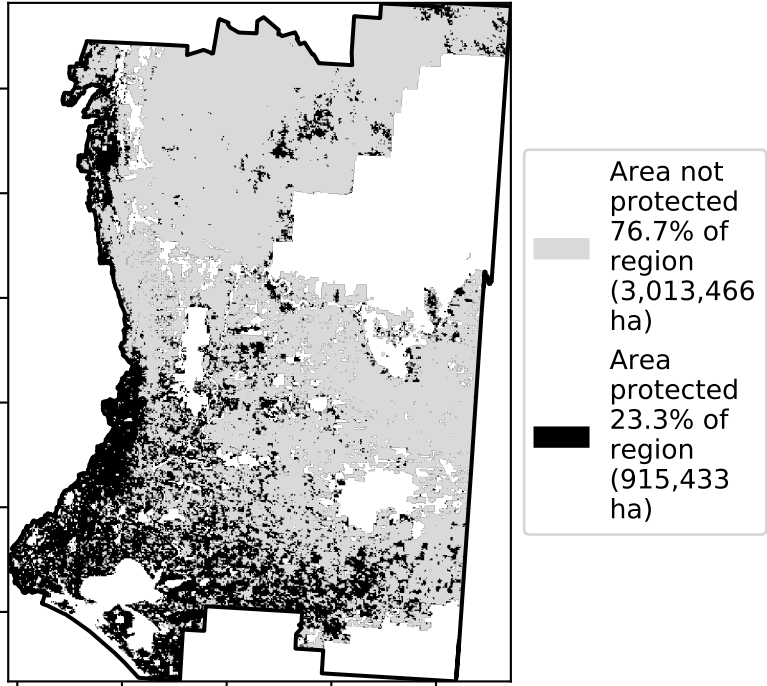 Area not
protected
76.7% of
region
(3,013,466
ha)
Area
protected
23.3% of
region
(915,433
ha)